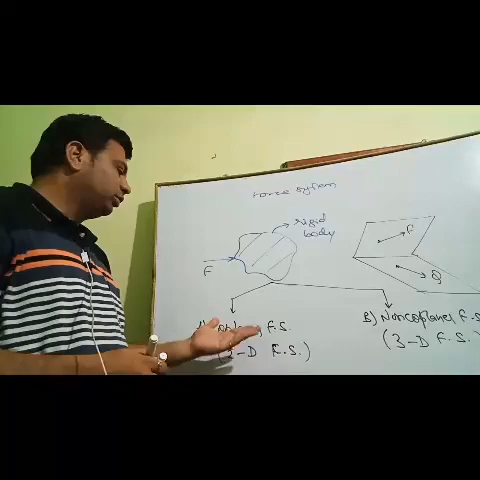 Force System
rigid
body
F
F
Q
F.S.
B) Noncoplaner F.S
(2-D F.S.)
(3-D F.S.)